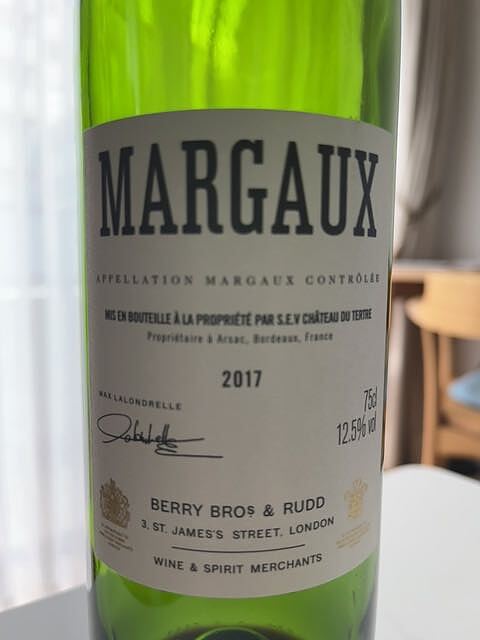 MARGAUX
APPELLATION MARGAUX CONTRÔLÉE
MIS EN BOUTEILLE À LA PROPRIÉTÉ PAR S.E.V CHÂTEAU DU TERTRE
Propriétaire à Arsac, Bordeaux, France
2017
MAX LALONDRELLE
75cl
12.5% vol
BERRY BROS & RUDD
3, ST. JAMES'S STREET, LONDON
WINE & SPIRIT MERCHANTS